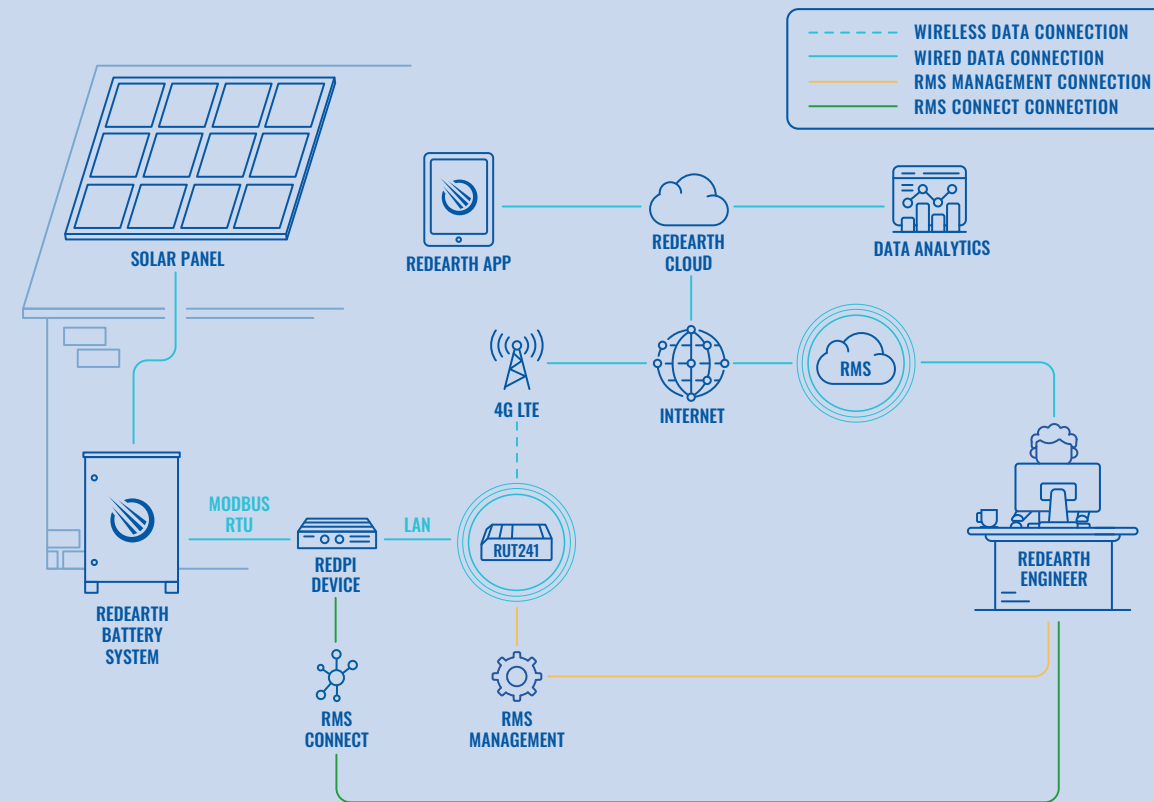 WIRELESS DATA CONNECTION
WIRED DATA CONNECTION
RMS MANAGEMENT CONNECTION
RMS CONNECT CONNECTION
SOLAR PANEL
REDEARTH APP
REDEARTH
CLOUD
DATA ANALYTICS
4G LTE
INTERNET
RMS
MODBUS
RTU
LAN
RUT241
REDPI
DEVICE
REDEARTH
ENGINEER
REDEARTH
BATTERY
SYSTEM
RMS
CONNECT
RMS
MANAGEMENT